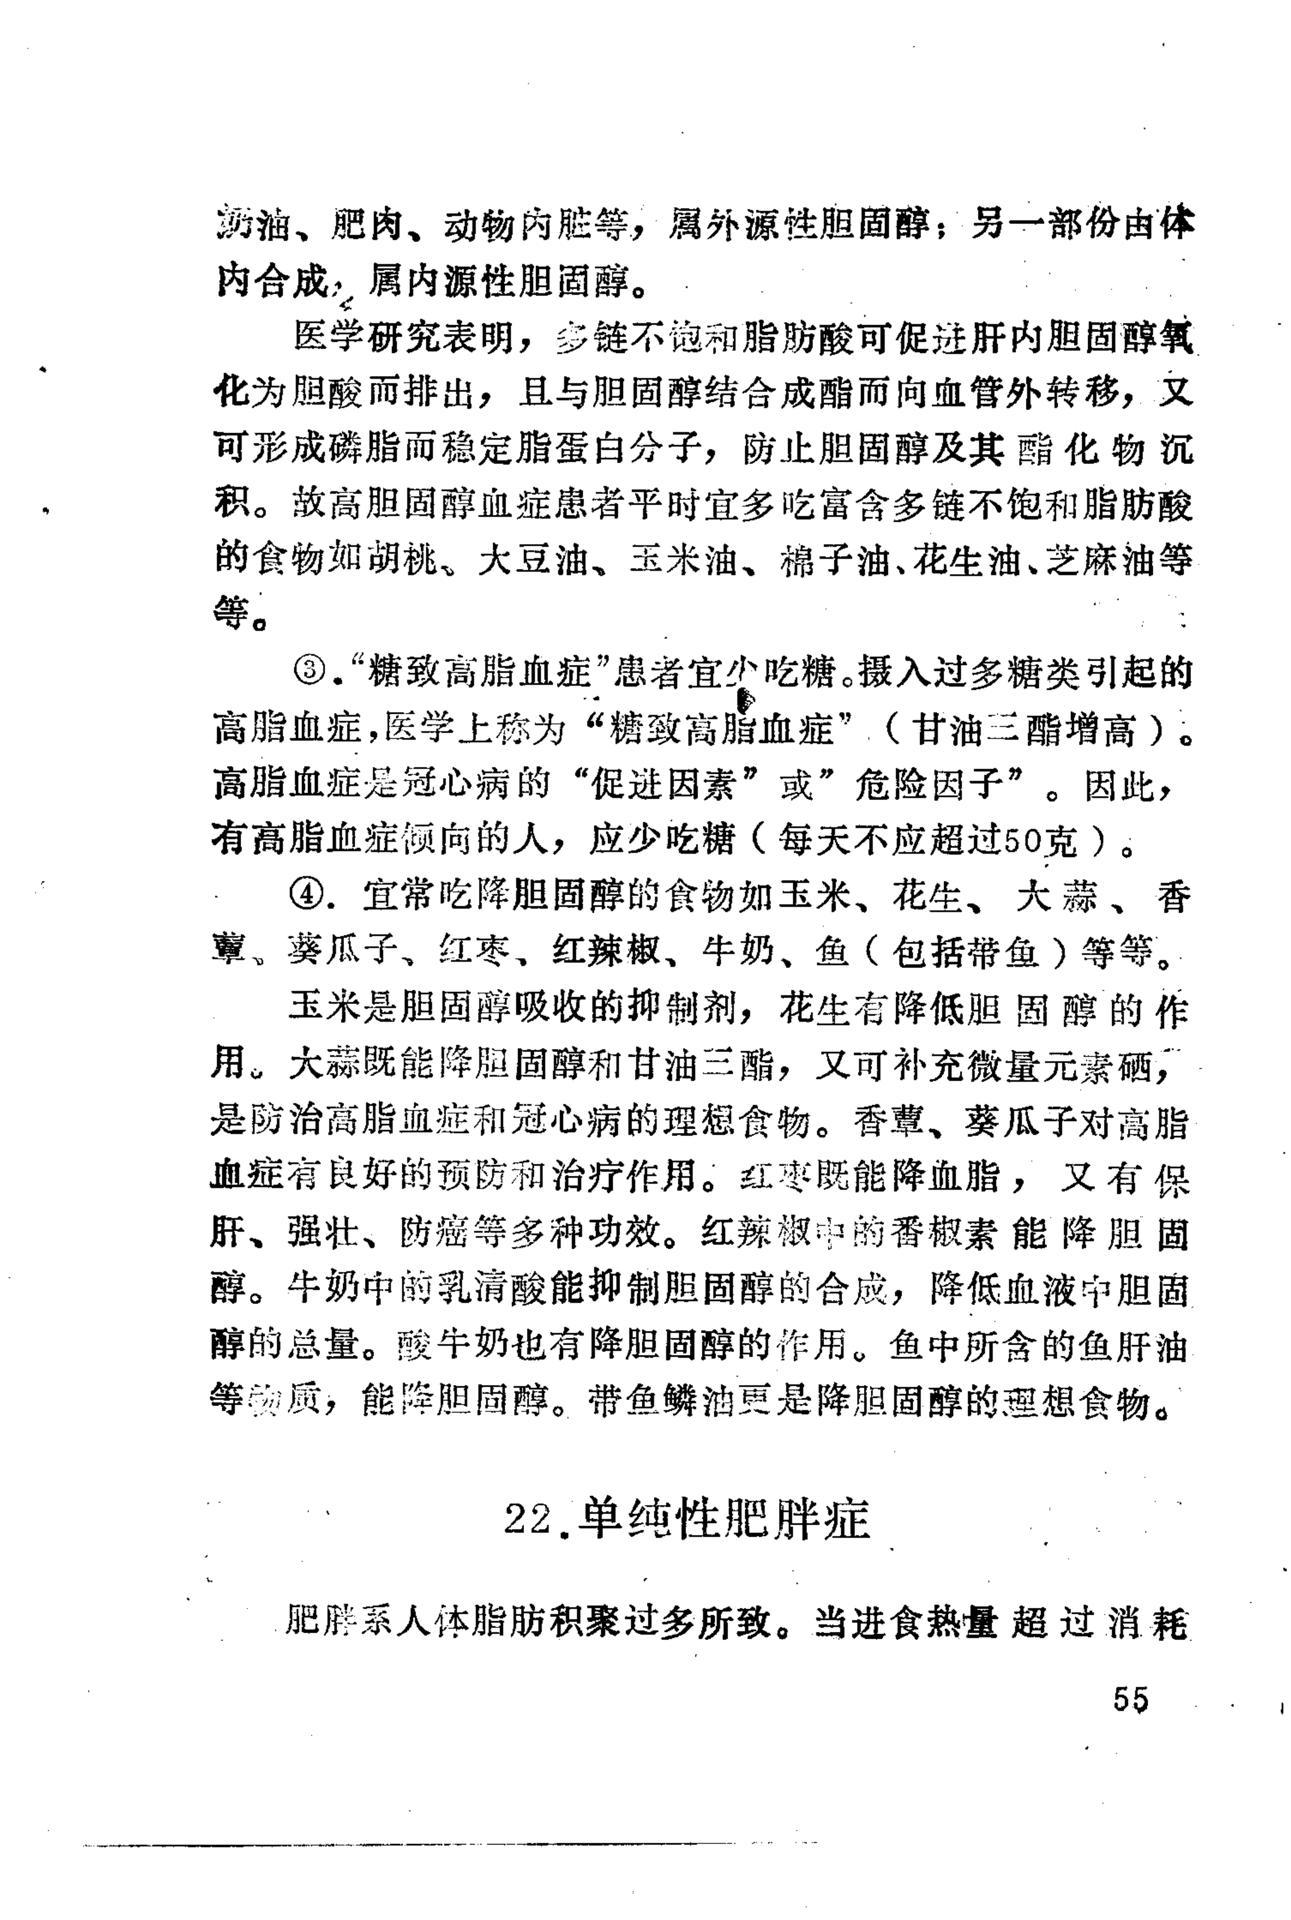 奶油、肥肉、动物内脏等，属外源性胆固醇；另一部份由体
内合成，属内源性胆固醇。
医学研究表明，多链不饱和脂肪酸可促进肝内胆固醇氧
化为胆酸而排出，且与胆固醇结合成酯而向血管外转移，又
可形成磷脂而稳定脂蛋白分子，防止胆固醇及其酯化物沉
积。故高胆固醇血症患者平时宜多吃富含多链不饱和脂肪酸
的食物如胡桃、大豆油、玉米油、棉子油、花生油、芝麻油等
等。
③．“糖致高脂血症”患者宜少吃糖。摄入过多糖类引起的
高脂血症，医学上称为“糖致高脂血症”（甘油三酯增高）。
高脂血症是冠心病的“促进因素”或”危险因子”。因此，
有高脂血症倾向的人，应少吃糖（每天不应超过50克）。
④．宜常吃降胆固醇的食物如玉米、花生、大蒜、香
蕈、葵瓜子、红枣、红辣椒、牛奶、鱼（包括带鱼）等等。
玉米是胆固醇吸收的抑制剂，花生有降低胆固醇的作
用。大蒜既能降胆固醇和甘油三酯，又可补充微量元素硒，
是防治高脂血症和冠心病的理想食物。香蕈、葵瓜子对高脂
血症有良好的预防和治疗作用。红枣既能降血脂，又有保
肝、强壮、防癌等多种功效。红辣椒中的番椒素能降胆固
醇。牛奶中的乳清酸能抑制胆固醇的合成，降低血液中胆固
醇的总量。酸牛奶也有降胆固醇的作用。鱼中所含的鱼肝油
等物质，能降胆固醇。带鱼鳞油更是降胆固醇的理想食物。
22．单纯性肥胖症
肥胖系人体脂肪积聚过多所致。当进食热量超过消耗
55